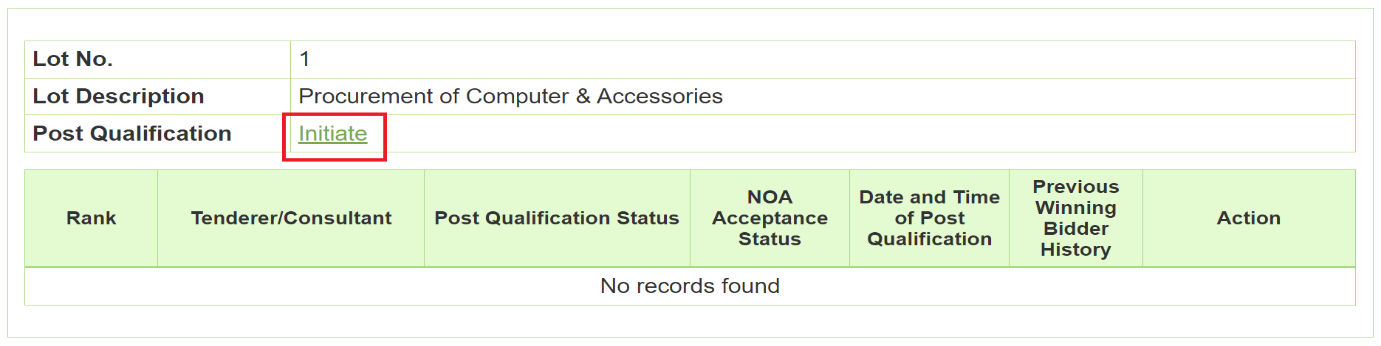 Lot No. 1
Lot Description Procurement of Computer & Accessories
Post Qualification Initiate
Rank
Tenderer/Consultant
Post Qualification Status
NOA
Acceptance
Status
Date and Time
of Post
Qualification
Previous
Winning
Bidder
History
Action
No records found